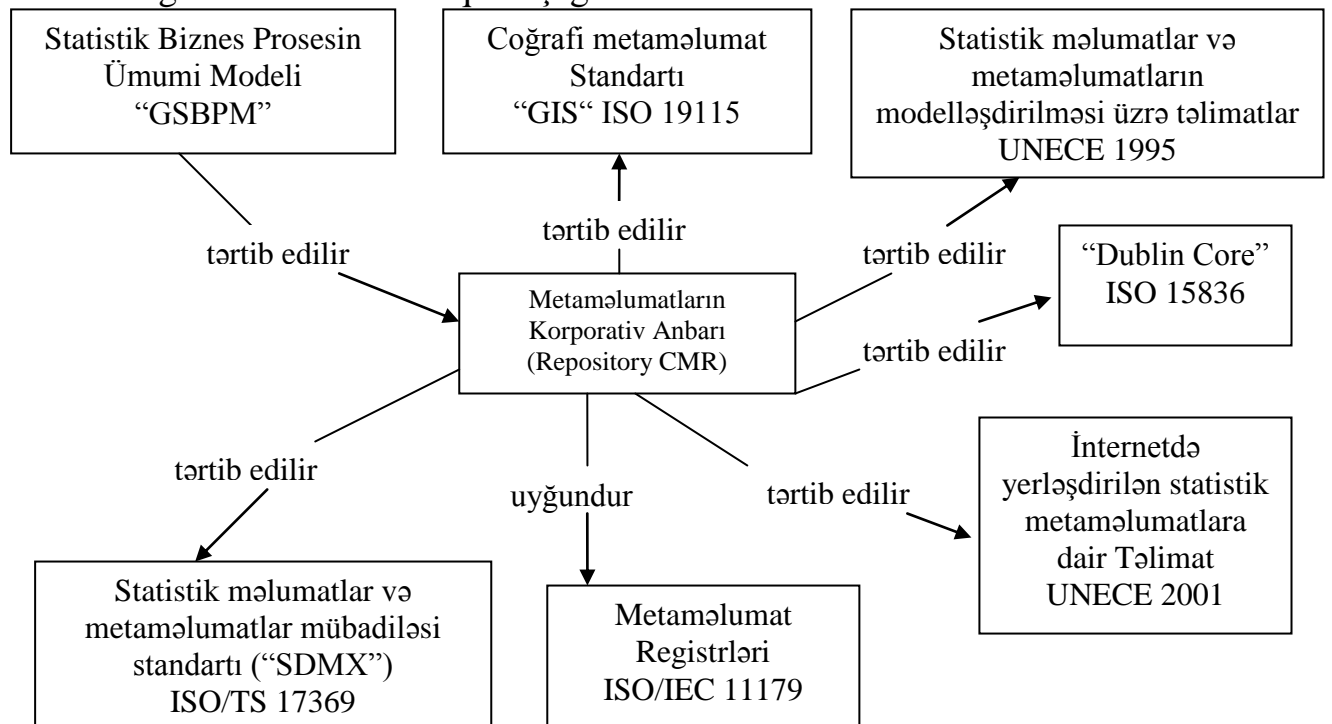 Statistik Biznes Prosesin
Ümumi Modeli
“GSBPM”
Coğrafi metaməlumat
Standartı
“GIS“ ISO 19115
Statistik məlumatlar və
metaməlumatların
modelləşdirilməsi üzrə təlimatlar
UNECE 1995
tərtib edilir
tərtib edilir
tərtib edilir
“Dublin Core”
ISO 15836
Metaməlumatların
Korporativ Anbarı
(Repository CMR)
tərtib edilir
tərtib edilir
uyğundur
tərtib edilir
İnternetdə
yerləşdirilən statistik
metaməlumatlara
dair Təlimat
UNECE 2001
Statistik məlumatlar və
metaməlumatlar mübadiləsi
standartı (“SDMX”)
ISO/TS 17369
Metaməlumat
Registrləri
ISO/IEC 11179